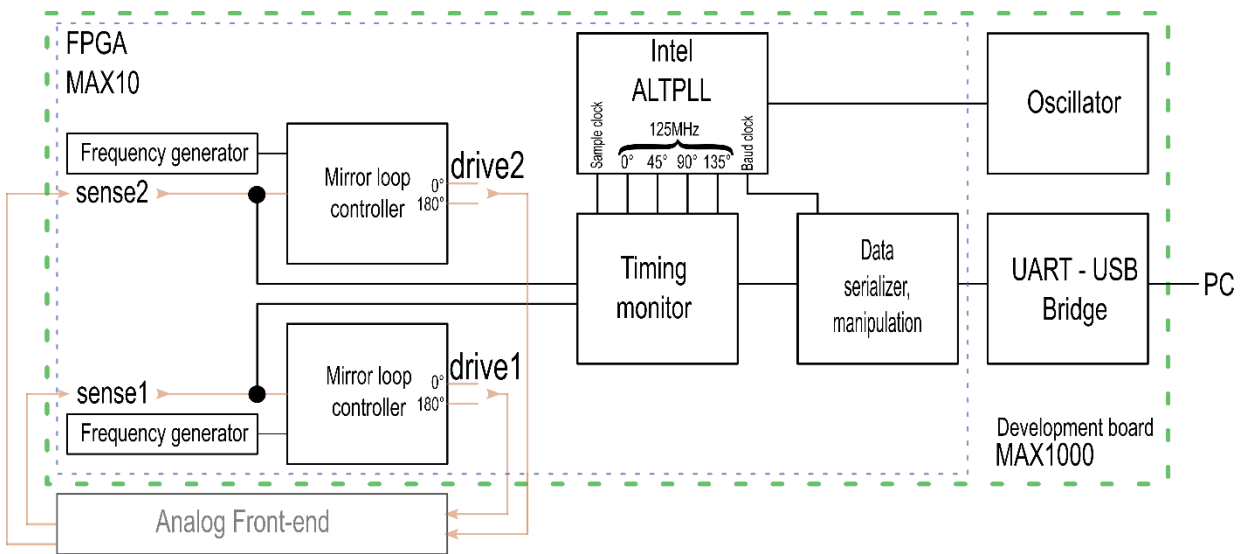 FPGA
MAX10
Intel
ALTPLL
Sample clock
125MHz
0° 45° 90° 135°
Baud clock
Oscillator
Frequency generator
sense2
Mirror loop
controller
0°
180°
drive2
Timing
monitor
Data
serializer,
manipulation
UART - USB
Bridge
PC
sense1
Frequency generator
Mirror loop
controller
0°
180°
drive1
Development board
MAX1000
Analog Front-end